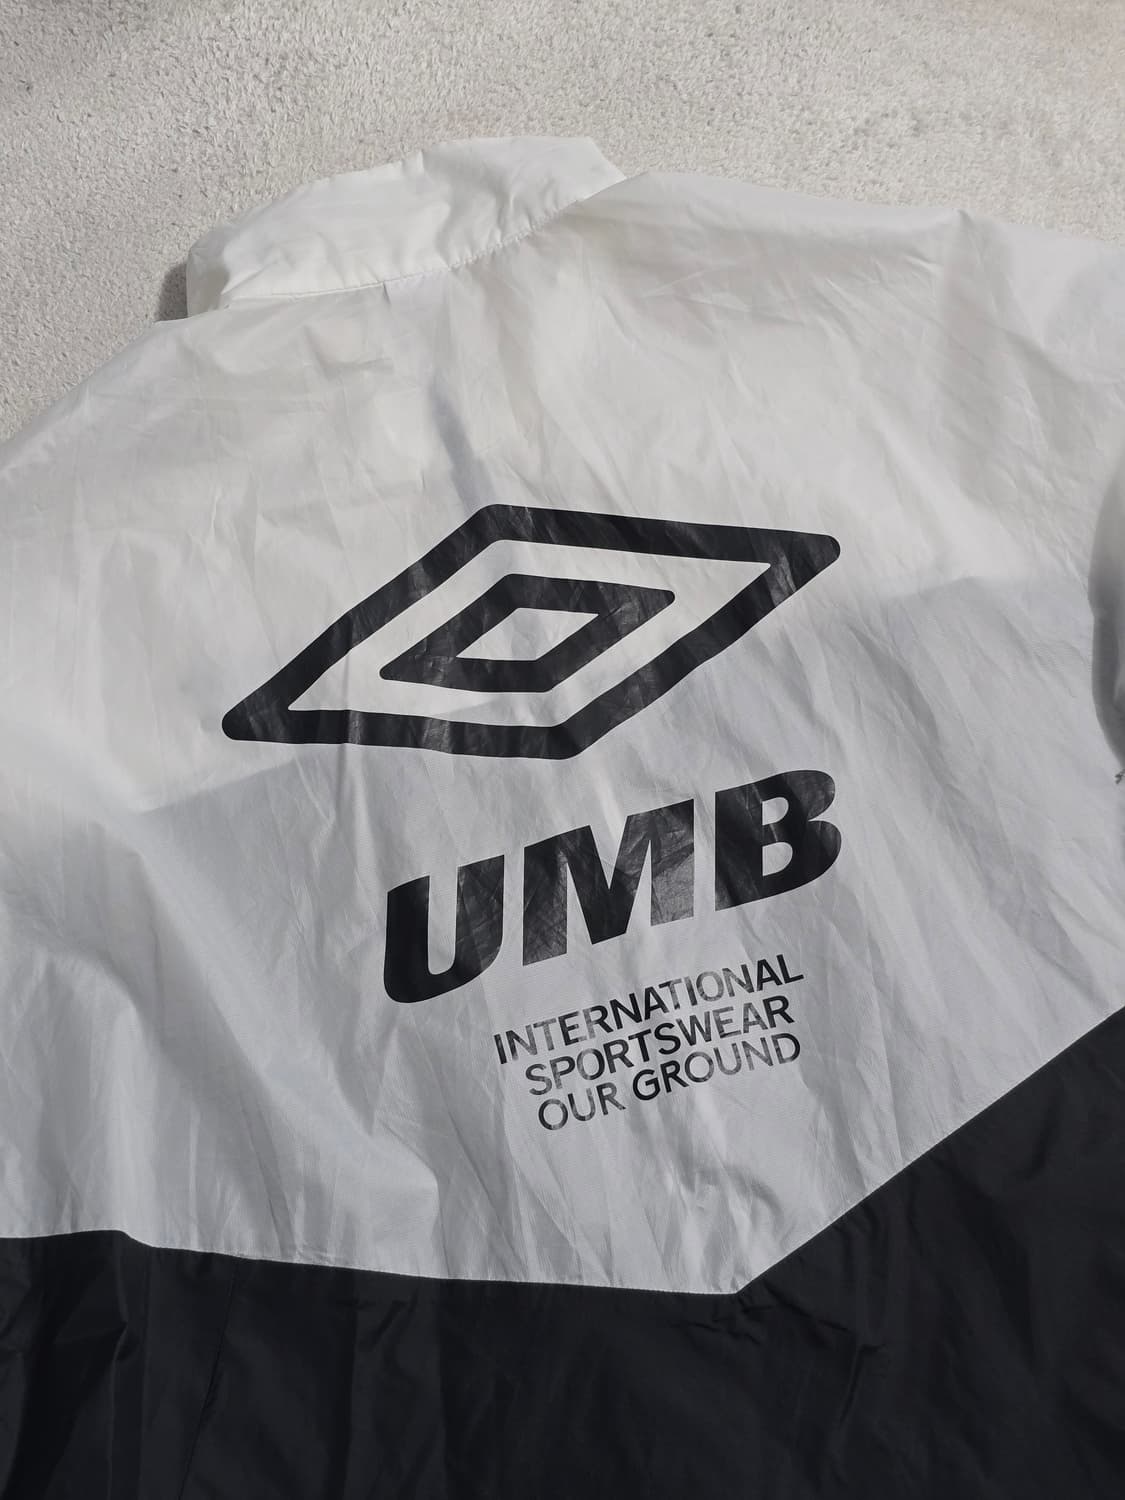 UMB
INTERNATIONAL
SPORTSWEAR
OUR GROUND